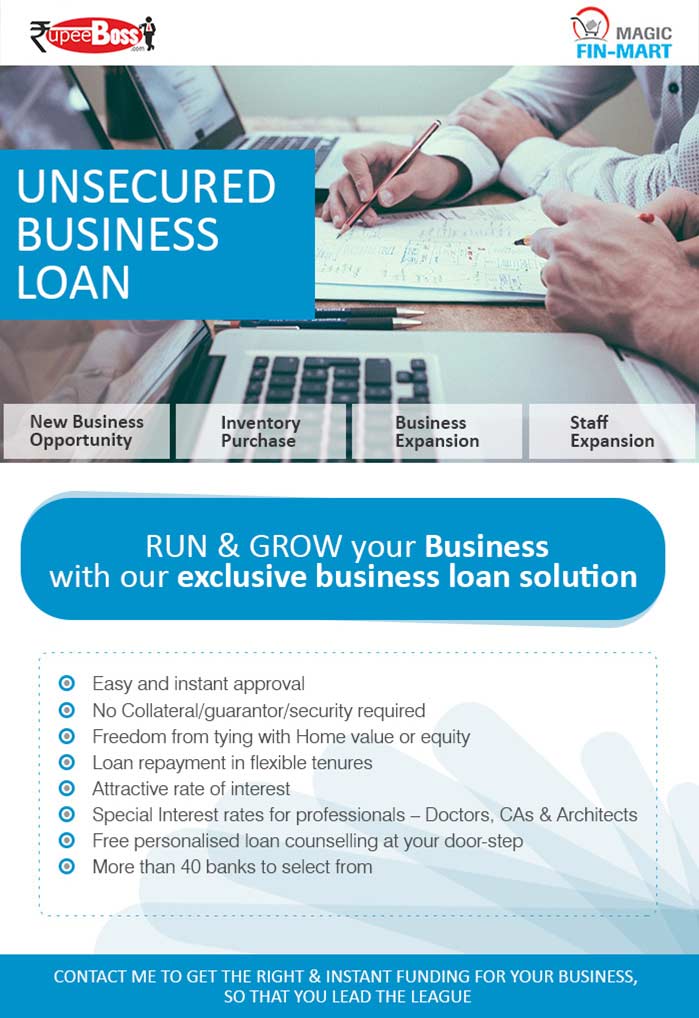 ₹upeeBoss
.com
MAGIC
FIN-MART
UNSECURED
BUSINESS
LOAN
New Business
Opportunity
Inventory
Purchase
Business
Expansion
Staff
Expansion
RUN & GROW your Business
with our exclusive business loan solution
Easy and instant approval
No Collateral/guarantor/security required
Freedom from tying with Home value or equity
Loan repayment in flexible tenures
Attractive rate of interest
Special Interest rates for professionals – Doctors, CAs & Architects
Free personalised loan counselling at your door-step
More than 40 banks to select from
CONTACT ME TO GET THE RIGHT & INSTANT FUNDING FOR YOUR BUSINESS,
SO THAT YOU LEAD THE LEAGUE